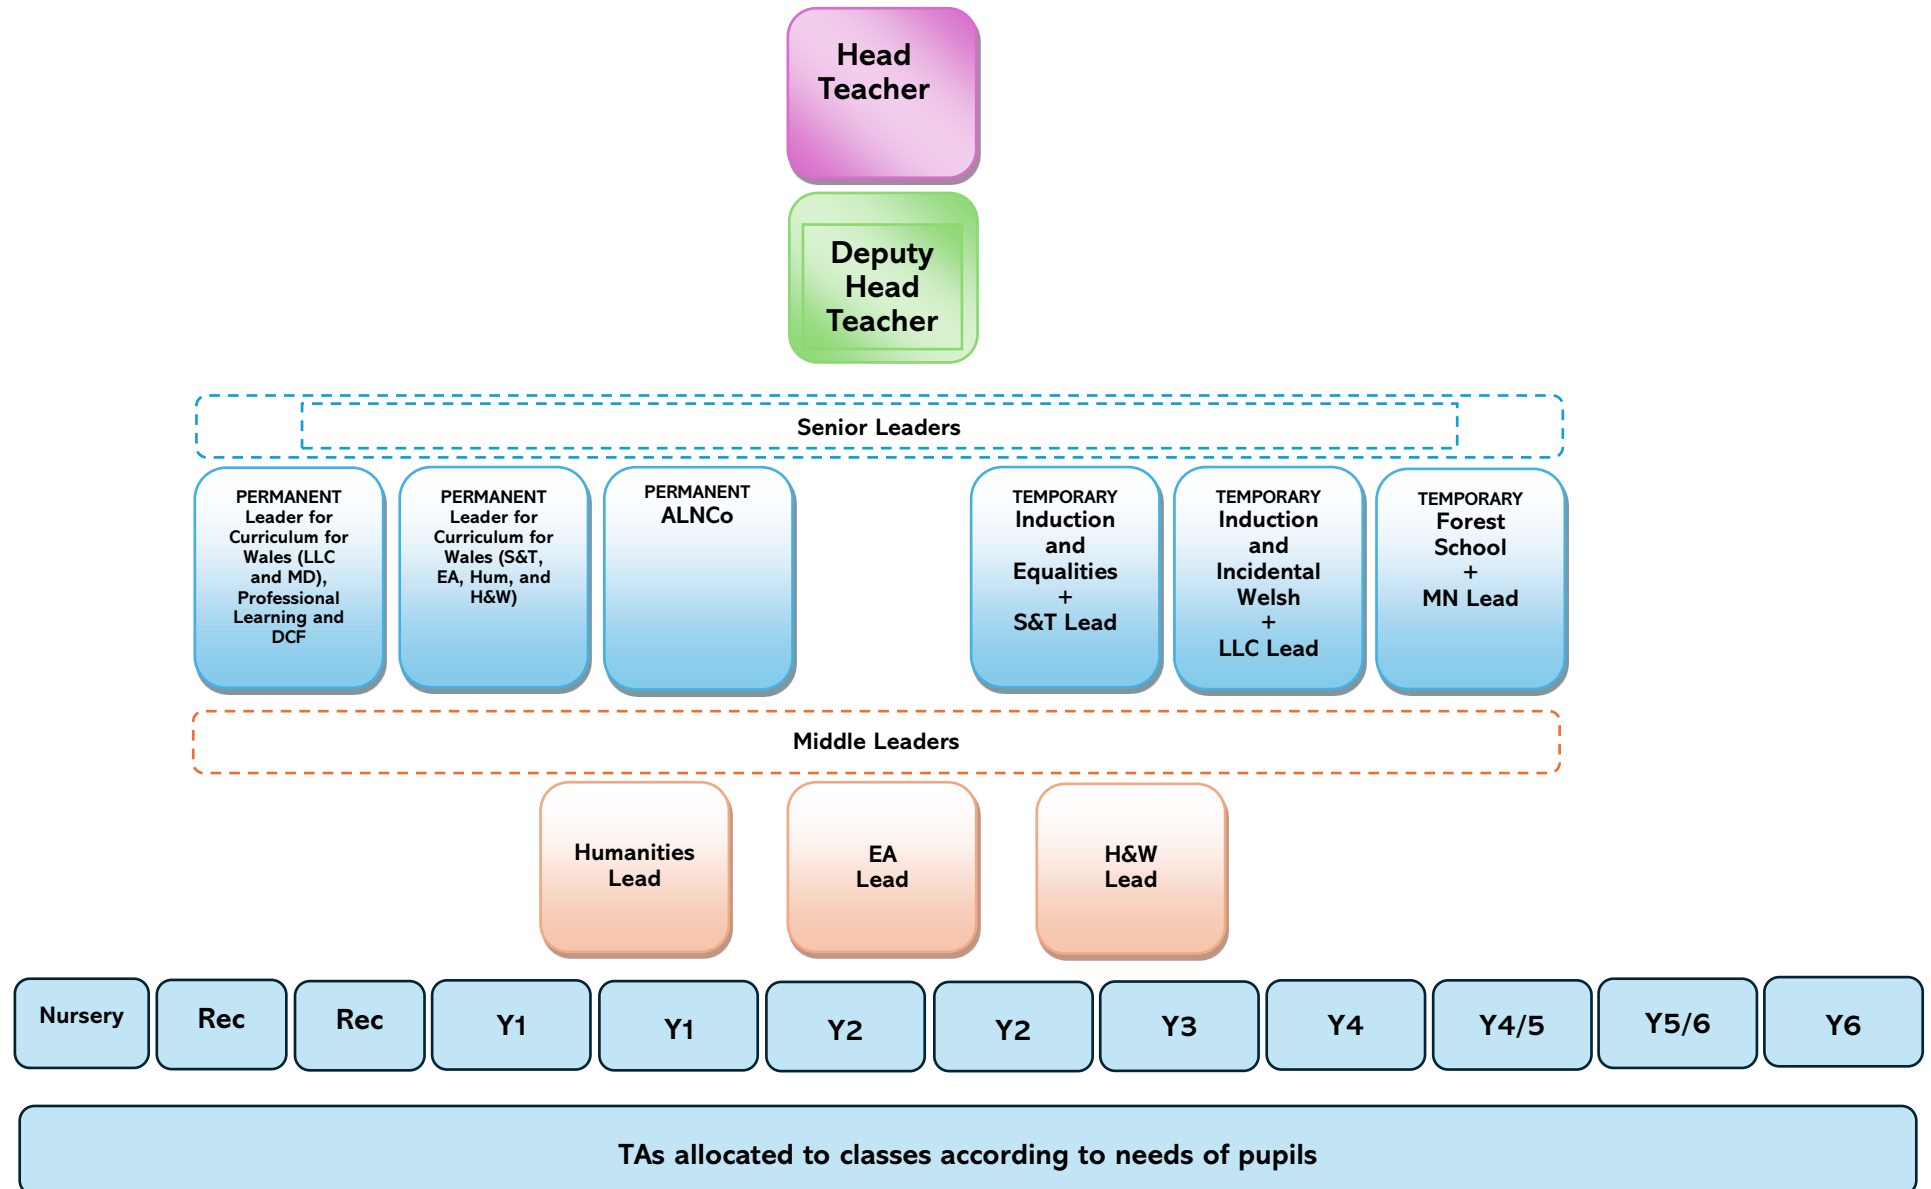 Head
Teacher
Deputy
Head
Teacher
Senior Leaders
PERMANENT
Leader for
Curriculum for
Wales (LLC
and MD),
Professional
Learning and
DCF
PERMANENT
Leader for
Curriculum for
Wales (S&T,
EA, Hum, and
H&W)
PERMANENT
ALNCo
TEMPORARY
Induction
and
Equalities
+
S&T Lead
TEMPORARY
Induction
and
Incidental
Welsh
+
LLC Lead
TEMPORARY
Forest
School
+
MN Lead
Middle Leaders
Humanities
Lead
EA
Lead
H&W
Lead
Nursery
Rec
Rec
Y1
Y1
Y2
Y2
Y3
Y4
Y4/5
Y5/6
Y6
TAs allocated to classes according to needs of pupils